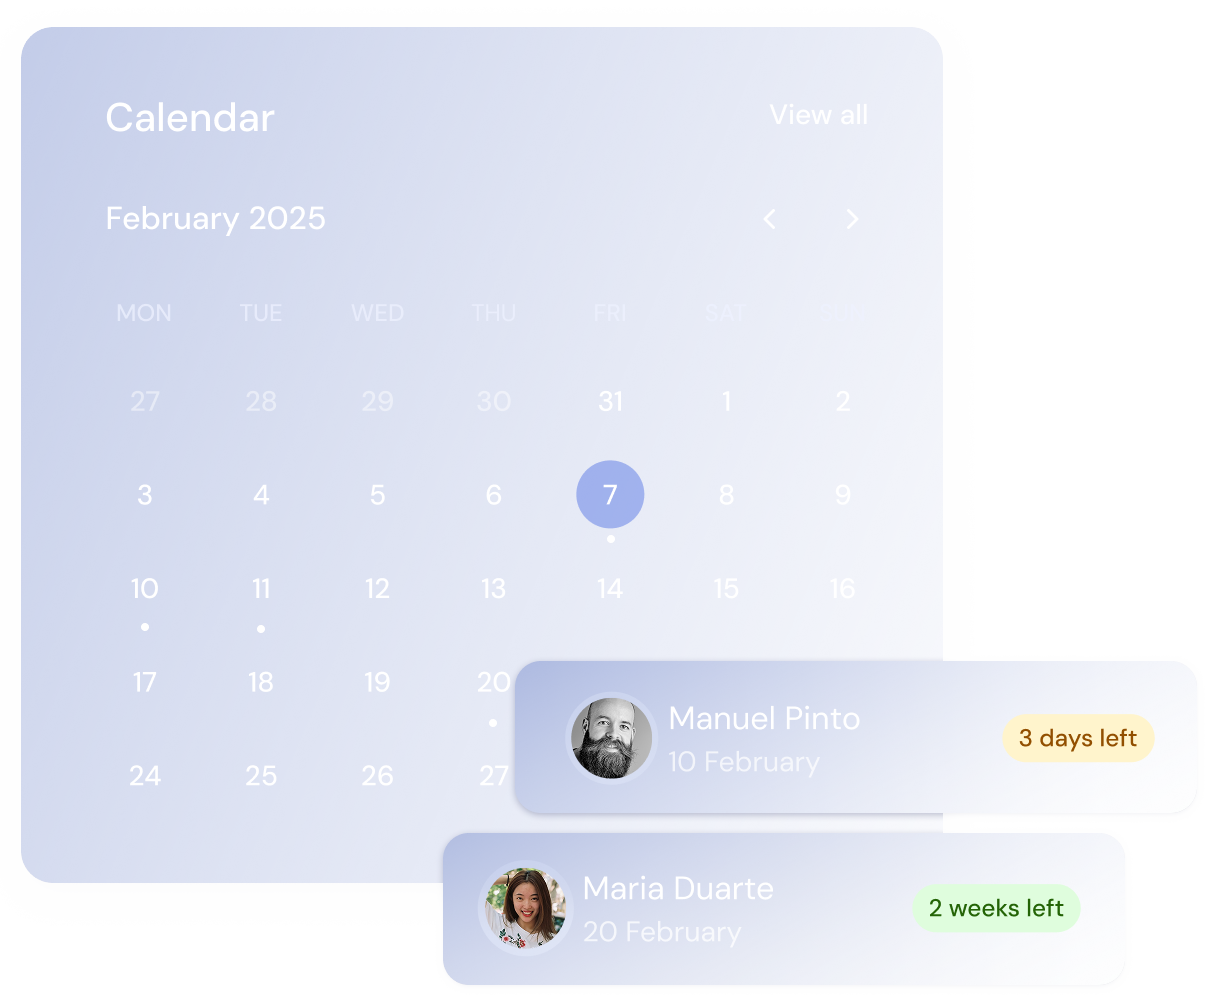 Calendar View all
February 2025
MON TUE WED THU FRI SAT
27 28 29 30 31 1 2
3 4 5 6 7 8 9
10 11 12 13 14 15 16
17 18 19 20
24 25 26 27
Manuel Pinto
10 February
3 days left
Maria Duarte
20 February
2 weeks left